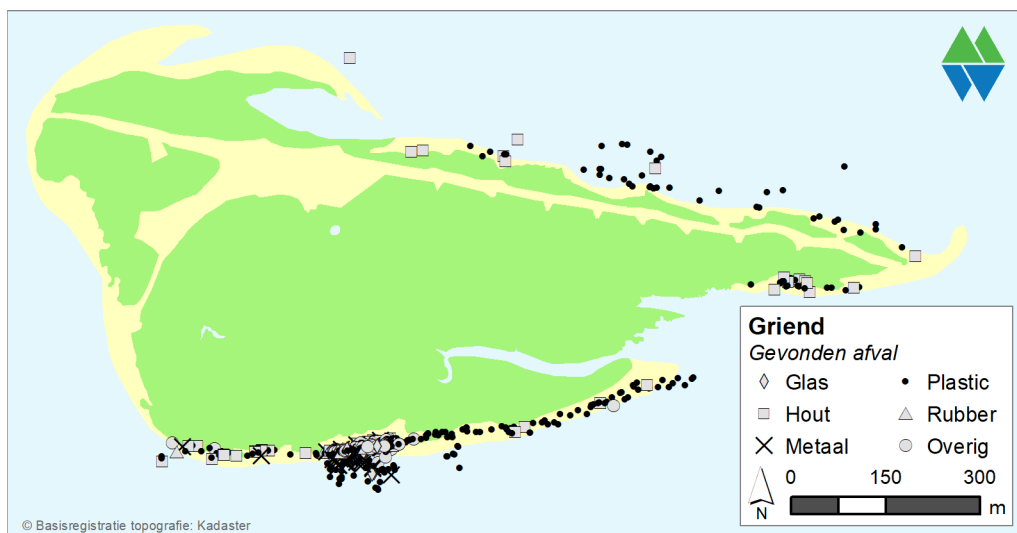 Griend
Gevonden afval
Glas Plastic
Hout Rubber
Metaal Overig
0 150 300
m
N
© Basisregistratie topografie: Kadaster